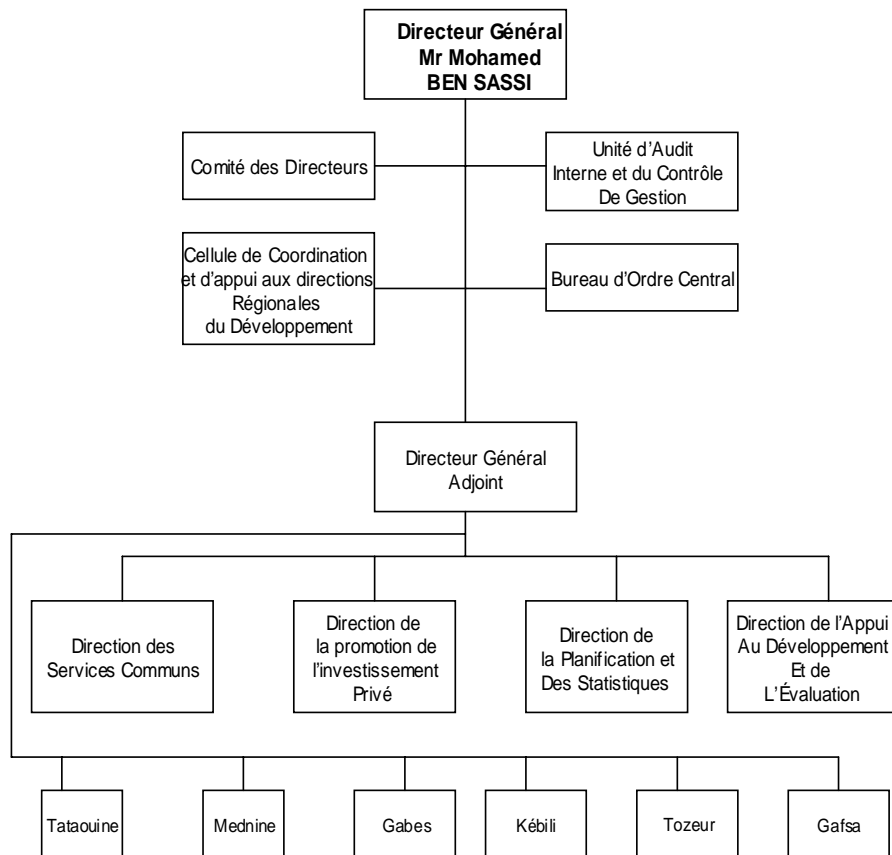 Directeur Général
Mr Mohamed
BEN SASSI
Comité des Directeurs
Unité d'Audit
Interne et du Contrôle
De Gestion
Cellule de Coordination
et d'appui aux directions
Régionales
du Développement
Bureau d'Ordre Central
Directeur Général
Adjoint
Direction des
Services Communs
Direction de
la promotion de
l'investissement
Privé
Direction de
la Planification et
Des Statistiques
Direction de l'Appui
Au Développement
Et de
L'Évaluation
Tataouine
Mednine
Gabes
Kébili
Tozeur
Gafsa